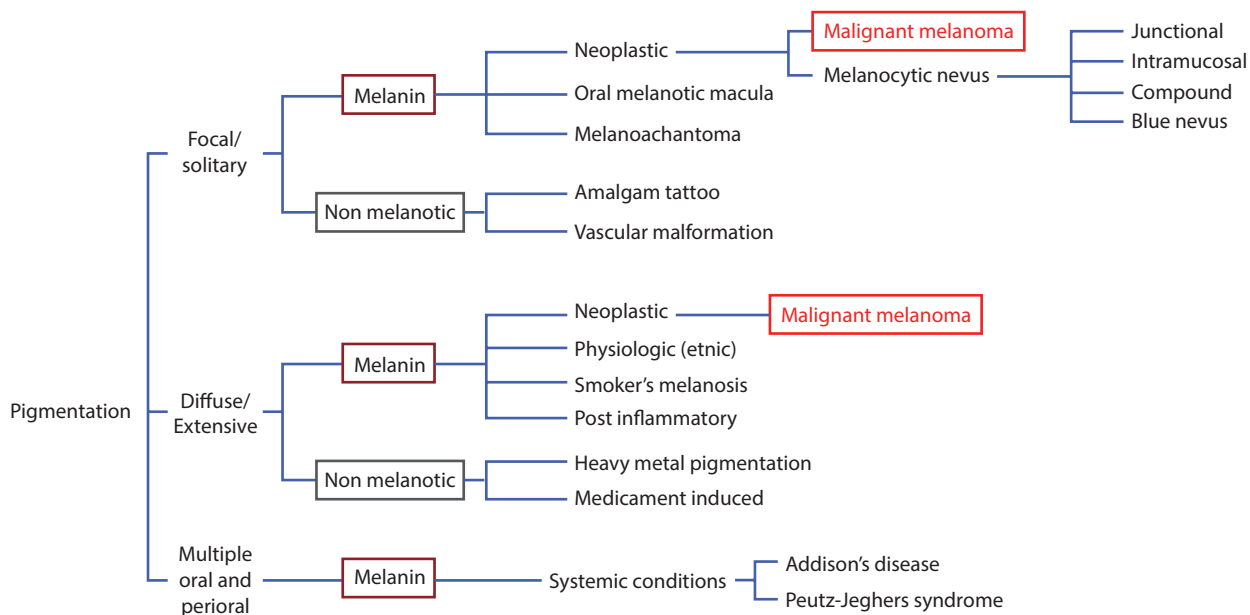 Pigmentation
Focal/
solitary
Melanin
Neoplastic
Malignant melanoma
Melanocytic nevus
Junctional
Intramucosal
Compound
Blue nevus
Oral melanotic macula
Melanoachantoma
Non melanotic
Amalgam tattoo
Vascular malformation
Diffuse/
Extensive
Melanin
Neoplastic
Malignant melanoma
Physiologic (etnic)
Smoker's melanosis
Post inflammatory
Non melanotic
Heavy metal pigmentation
Medicament induced
Multiple
oral and
perioral
Melanin
Systemic conditions
Addison's disease
Peutz-Jeghers syndrome